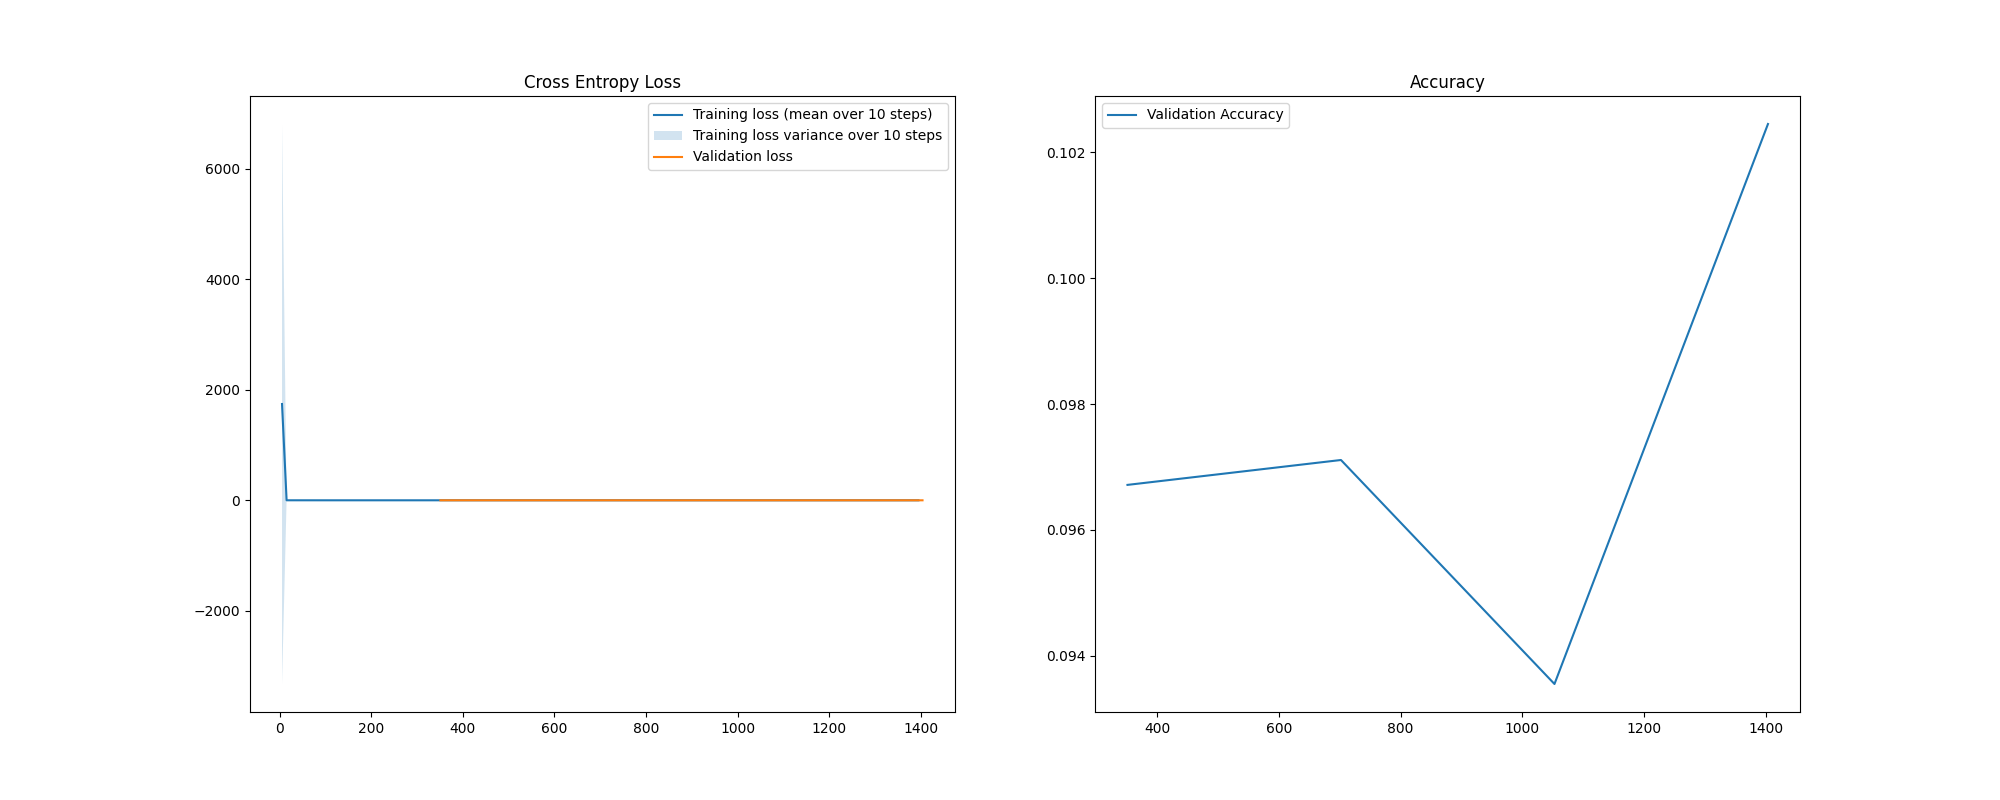 Cross Entropy Loss
Training loss (mean over 10 steps)
Training loss variance over 10 steps
Validation loss
6000
4000
2000
0
−2000
0 200 400 600 800 1000 1200 1400
Accuracy
Validation Accuracy
0.102
0.100
0.098
0.096
0.094
400 600 800 1000 1200 1400